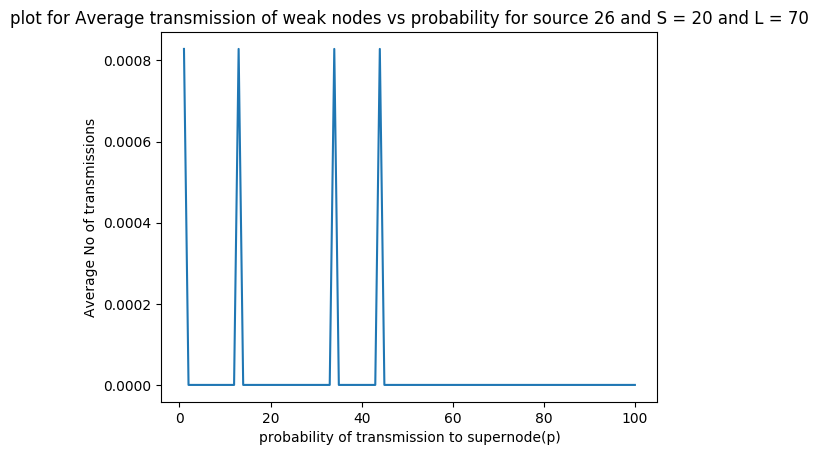 plot for Average transmission of weak nodes vs probability for source 26 and S = 20 and L = 70
0.0008
0.0006
0.0004
0.0002
0.0000
Average No of transmissions
0 20 40 60 80 100
probability of transmission to supernode(p)